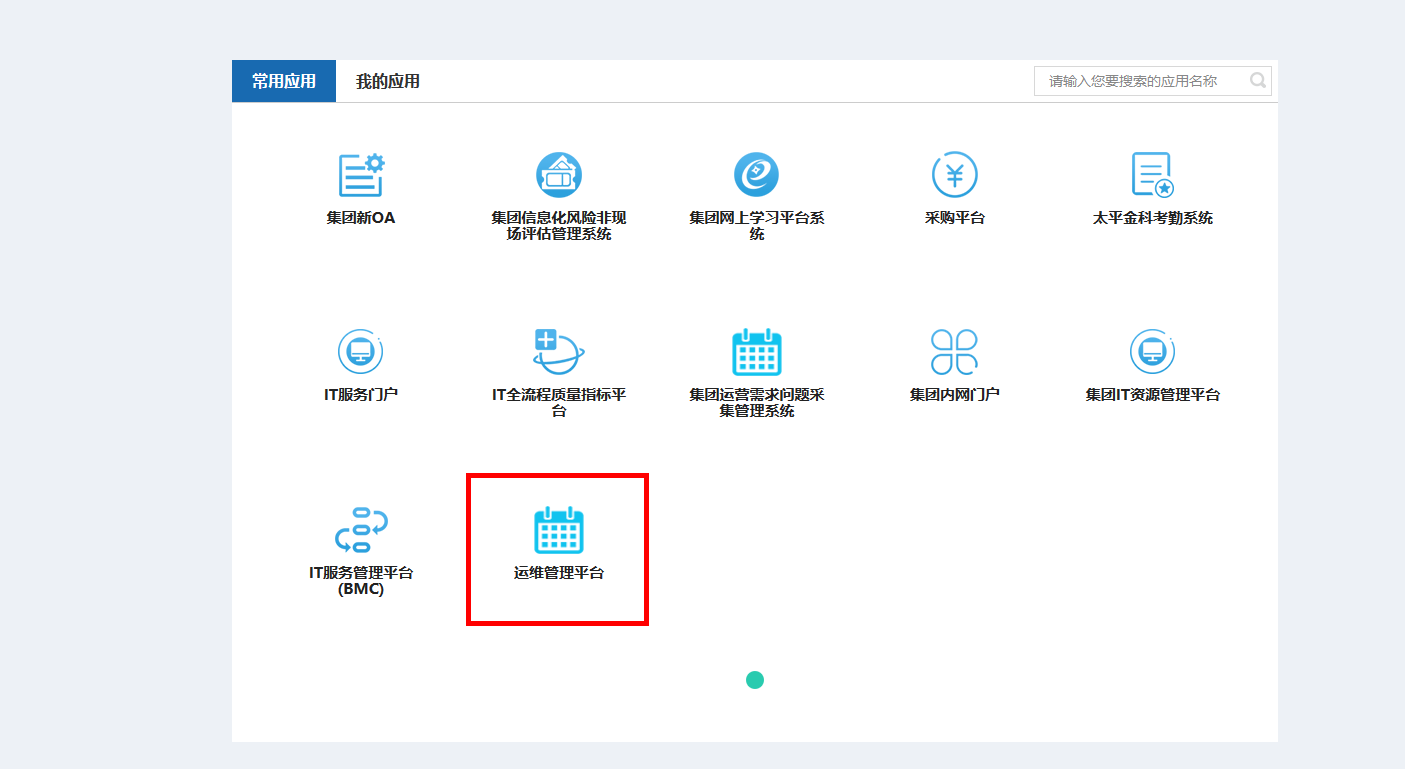 常用应用
我的应用
请输入您要搜索的应用名称
集团新OA
集团信息化风险非现
场评估管理系统
集团网上学习平台系
统
采购平台
太平金科考勤系统
IT服务门户
IT全流程质量指标平
台
集团运营需求问题采
集管理系统
集团内网门户
集团IT资源管理平台
IT服务管理平台
(BMC)
运维管理平台